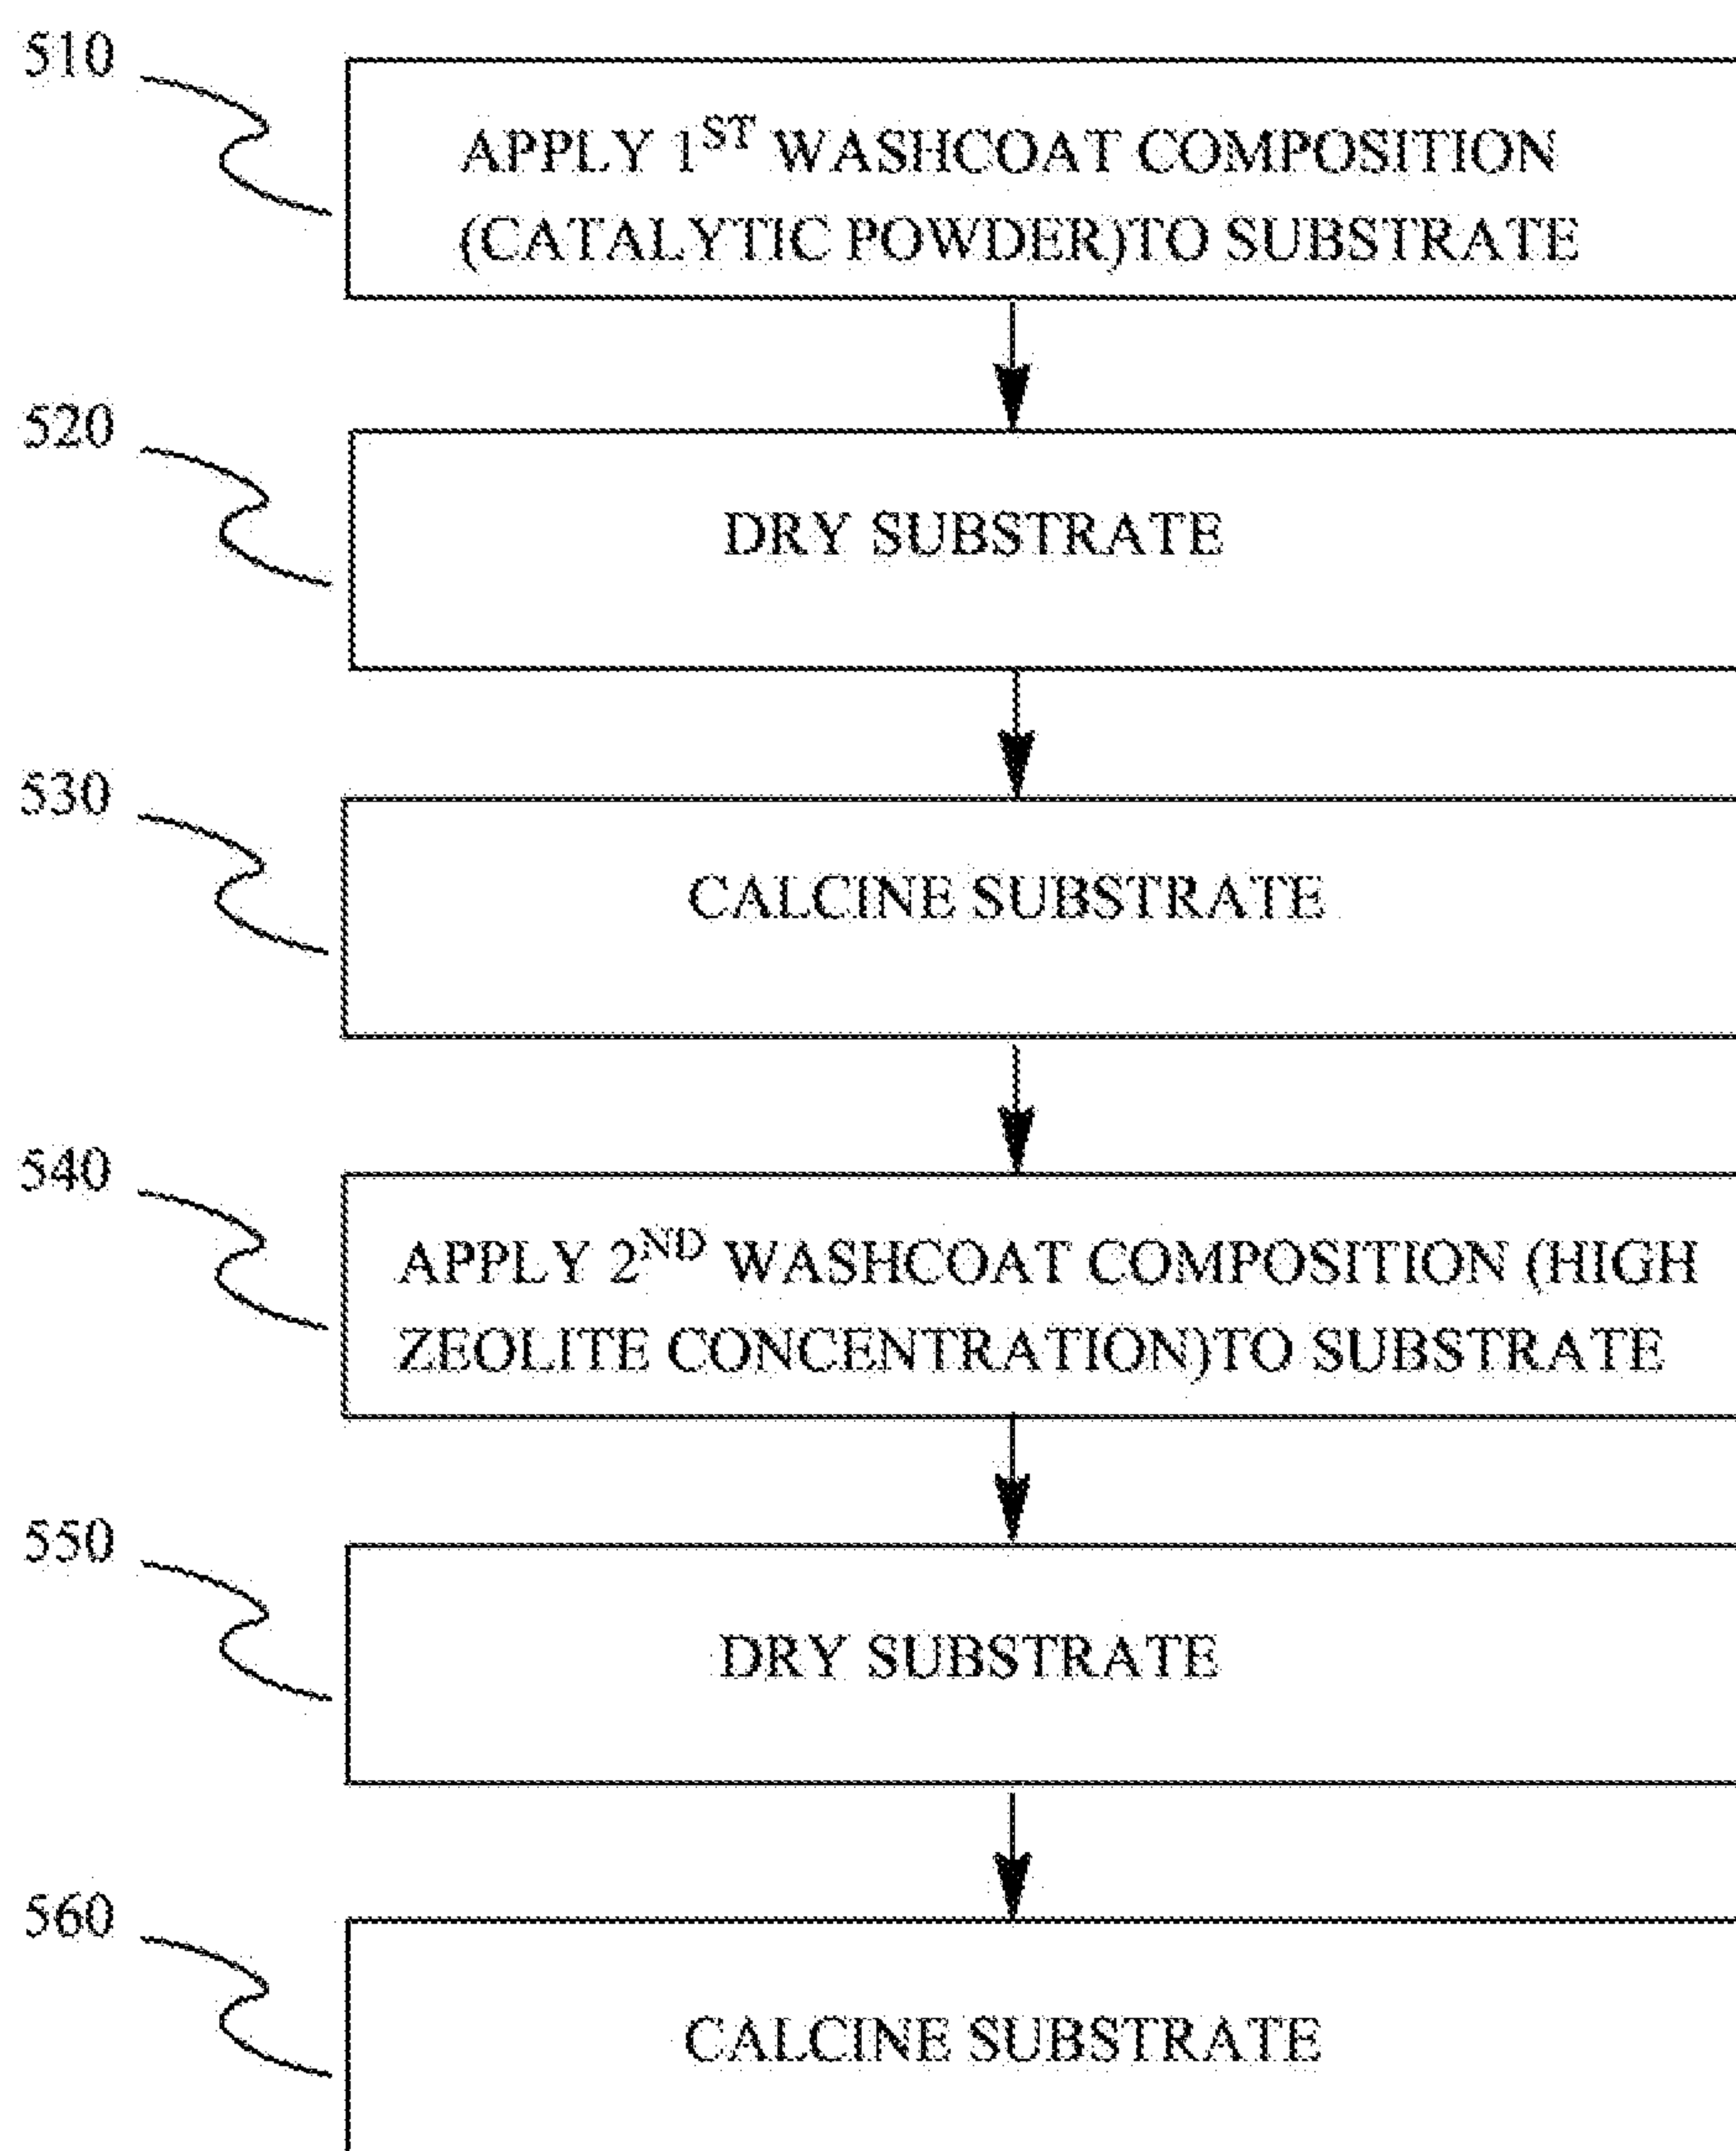 510
APPLY 1ST WASHCOAT COMPOSITION
(CATALYTIC POWDER)TO SUBSTRATE
520
DRY SUBSTRATE
530
CALCINE SUBSTRATE
540
APPLY 2ND WASHCOAT COMPOSITION (HIGH
ZEOLITE CONCENTRATION)TO SUBSTRATE
550
DRY SUBSTRATE
560
CALCINE SUBSTRATE